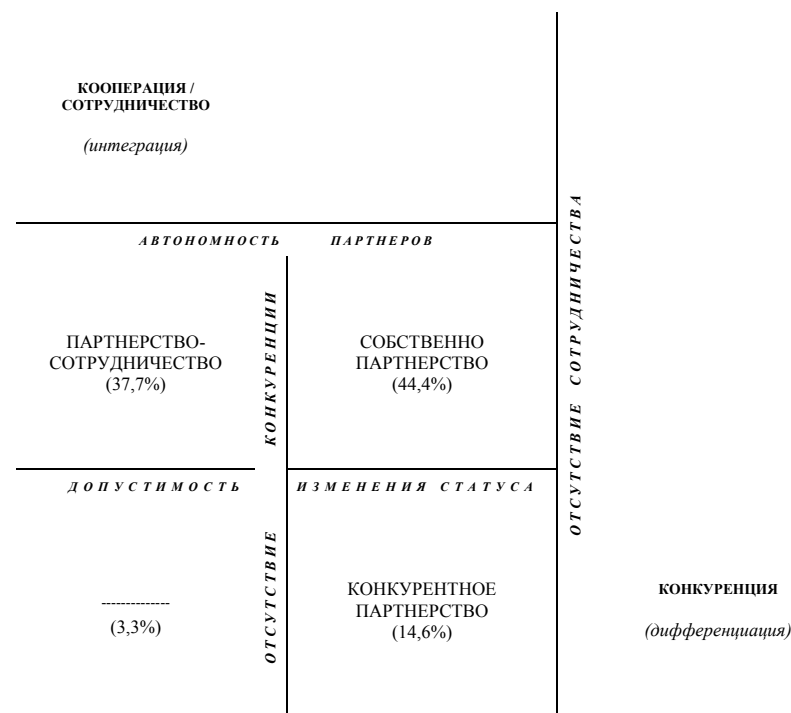 КООПЕРАЦИЯ /
СОТРУДНИЧЕСТВО
(интеграция)
АВТОНОМНОСТЬ ПАРТНЕРОВ
ПАРТНЕРСТВО-
СОТРУДНИЧЕСТВО
(37,7%)
СОБСТВЕННО
ПАРТНЕРСТВО
(44,4%)
ОТСУТСТВИЕ КОНКУРЕНЦИИ
ОТСУТСТВИЕ СОТРУДНИЧЕСТВА
ДОПУСТИМОСТЬ ИЗМЕНЕНИЯ СТАТУСА
--------------
(3,3%)
КОНКУРЕНТНОЕ
ПАРТНЕРСТВО
(14,6%)
КОНКУРЕНЦИЯ
(дифференциация)